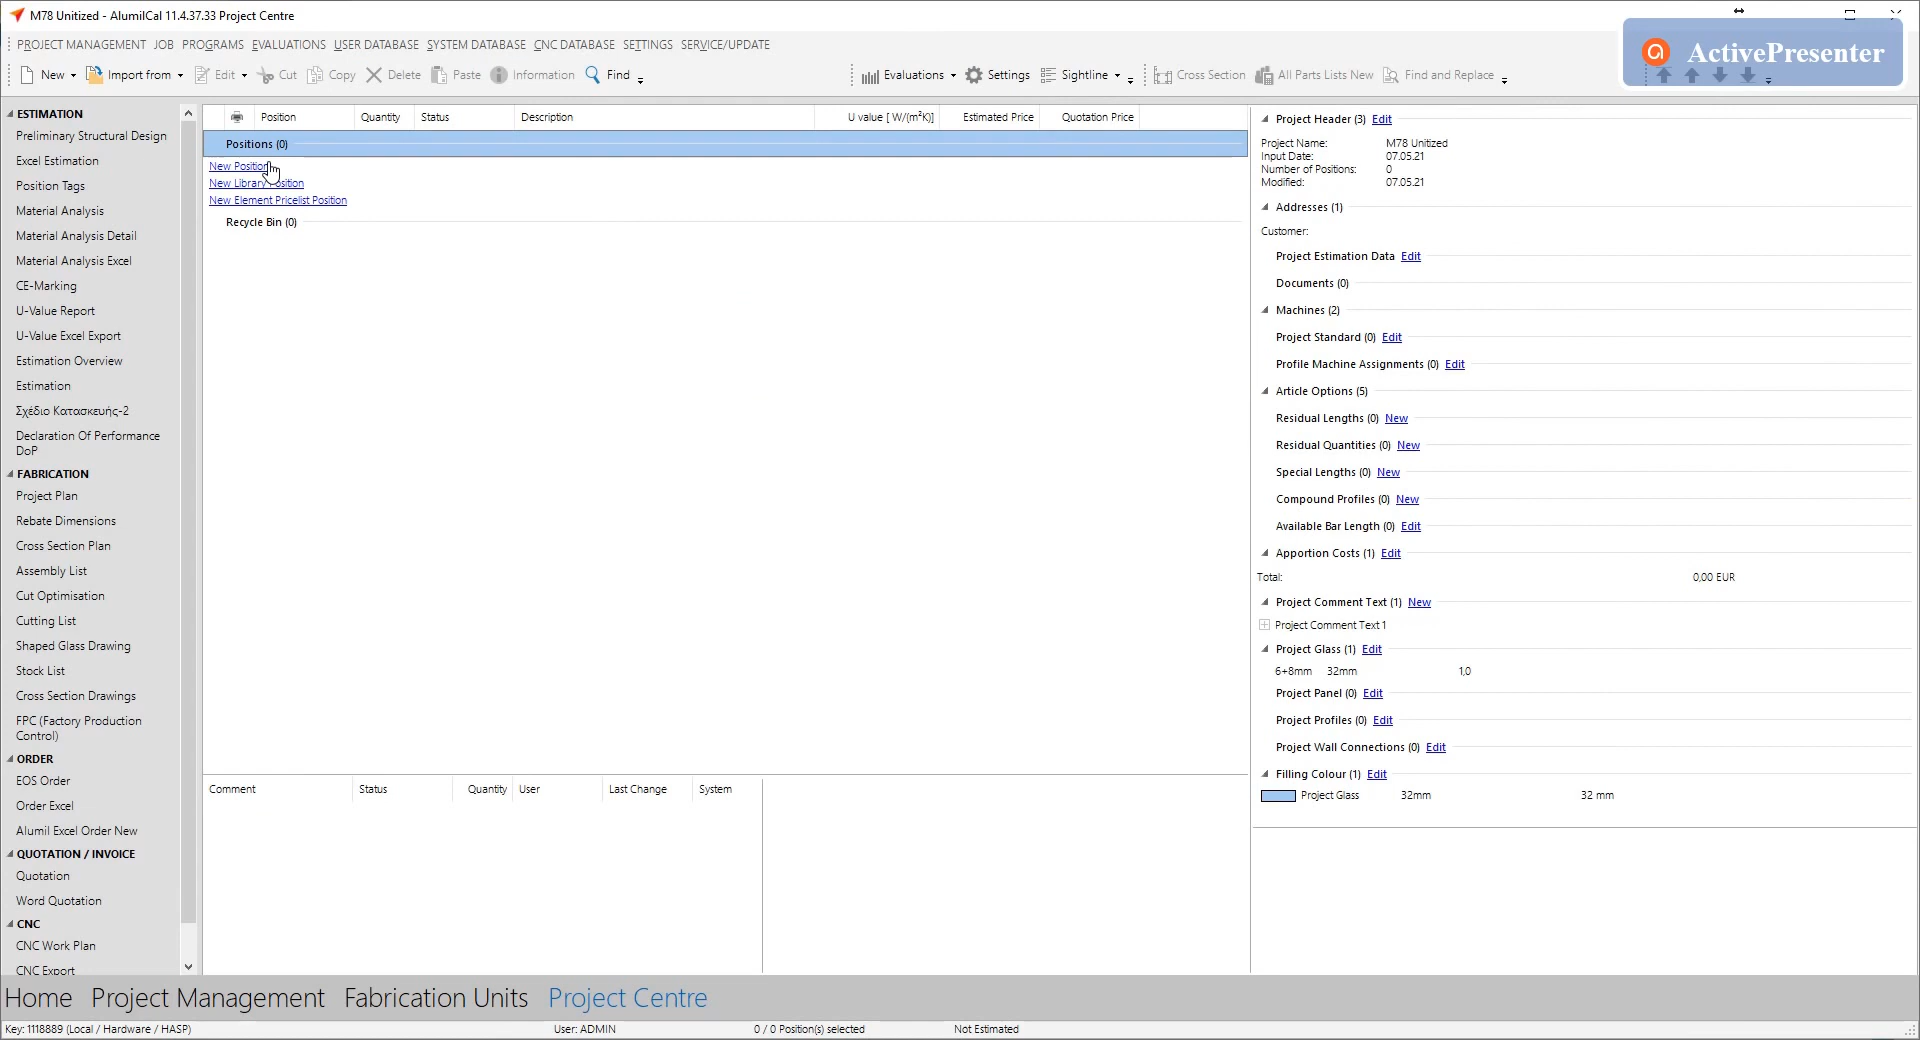 M78 Unitized - AlumilCal 11.4.37.33 Project Centre
PROJECT MANAGEMENT JOB PROGRAMS EVALUATIONS USER DATABASE SYSTEM DATABASE CNC DATABASE SETTINGS SERVICE/UPDATE
ActivePresenter
New Import from Edit Cut Copy Delete Paste Information Find Evaluations Settings Sightline Cross Section All Parts Lists New Find and Replace
ESTIMATION
Preliminary Structural Design
Excel Estimation
Position Tags
Material Analysis
Material Analysis Detail
Material Analysis Excel
CE-Marking
U-Value Report
U-Value Excel Export
Estimation Overview
Estimation
Σχέδιο Κατασκευής-2
Declaration Of Performance
DoP
FABRICATION
Project Plan
Rebate Dimensions
Cross Section Plan
Assembly List
Cut Optimisation
Cutting List
Shaped Glass Drawing
Stock List
Cross Section Drawings
FPC (Factory Production
Control)
ORDER
EOS Order
Order Excel
Alumil Excel Order New
QUOTATION / INVOICE
Quotation
Word Quotation
CNC
CNC Work Plan
CNC Export
Position Quantity Status Description U value [ W/(m²K)] Estimated Price Quotation Price
Positions (0)
New Position
New Library Position
New Element Pricelist Position
Recycle Bin (0)
Comment Status Quantity User Last Change System
Project Header (3) Edit
Project Name: M78 Unitized
Input Date: 07.05.21
Number of Positions: 0
Modified: 07.05.21
Addresses (1)
Customer:
Project Estimation Data Edit
Documents (0)
Machines (2)
Project Standard (0) Edit
Profile Machine Assignments (0) Edit
Article Options (5)
Residual Lengths (0) New
Residual Quantities (0) New
Special Lengths (0) New
Compound Profiles (0) New
Available Bar Length (0) Edit
Apportion Costs (1) Edit
Total: 0,00 EUR
Project Comment Text (1) New
Project Comment Text 1
Project Glass (1) Edit
6+8mm 32mm 1,0
Project Panel (0) Edit
Project Profiles (0) Edit
Project Wall Connections (0) Edit
Filling Colour (1) Edit
Project Glass 32mm 32 mm
Home Project Management Fabrication Units Project Centre
Key: 1118889 (Local / Hardware / HASP) User: ADMIN 0 / 0 Position(s) selected Not Estimated